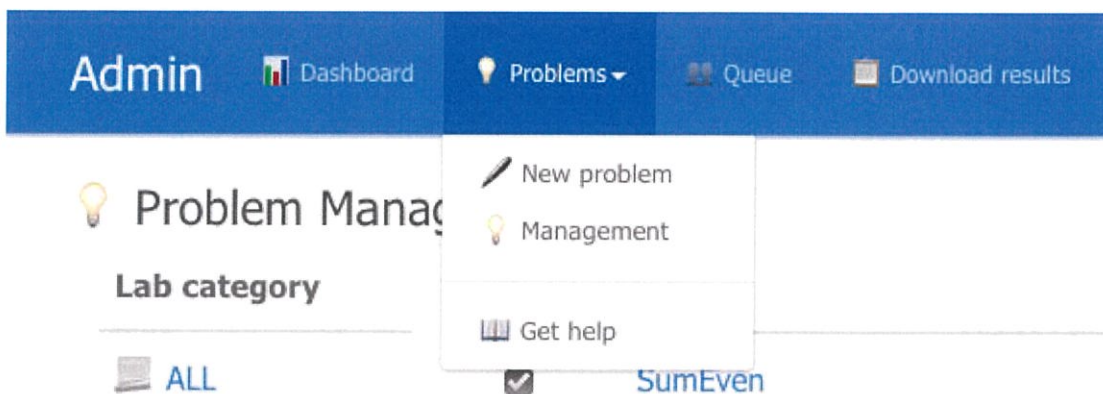 Admin Dashboard Problems Queue Download results
New problem
Problem Manag
Management
Lab category
Get help
ALL SumEven